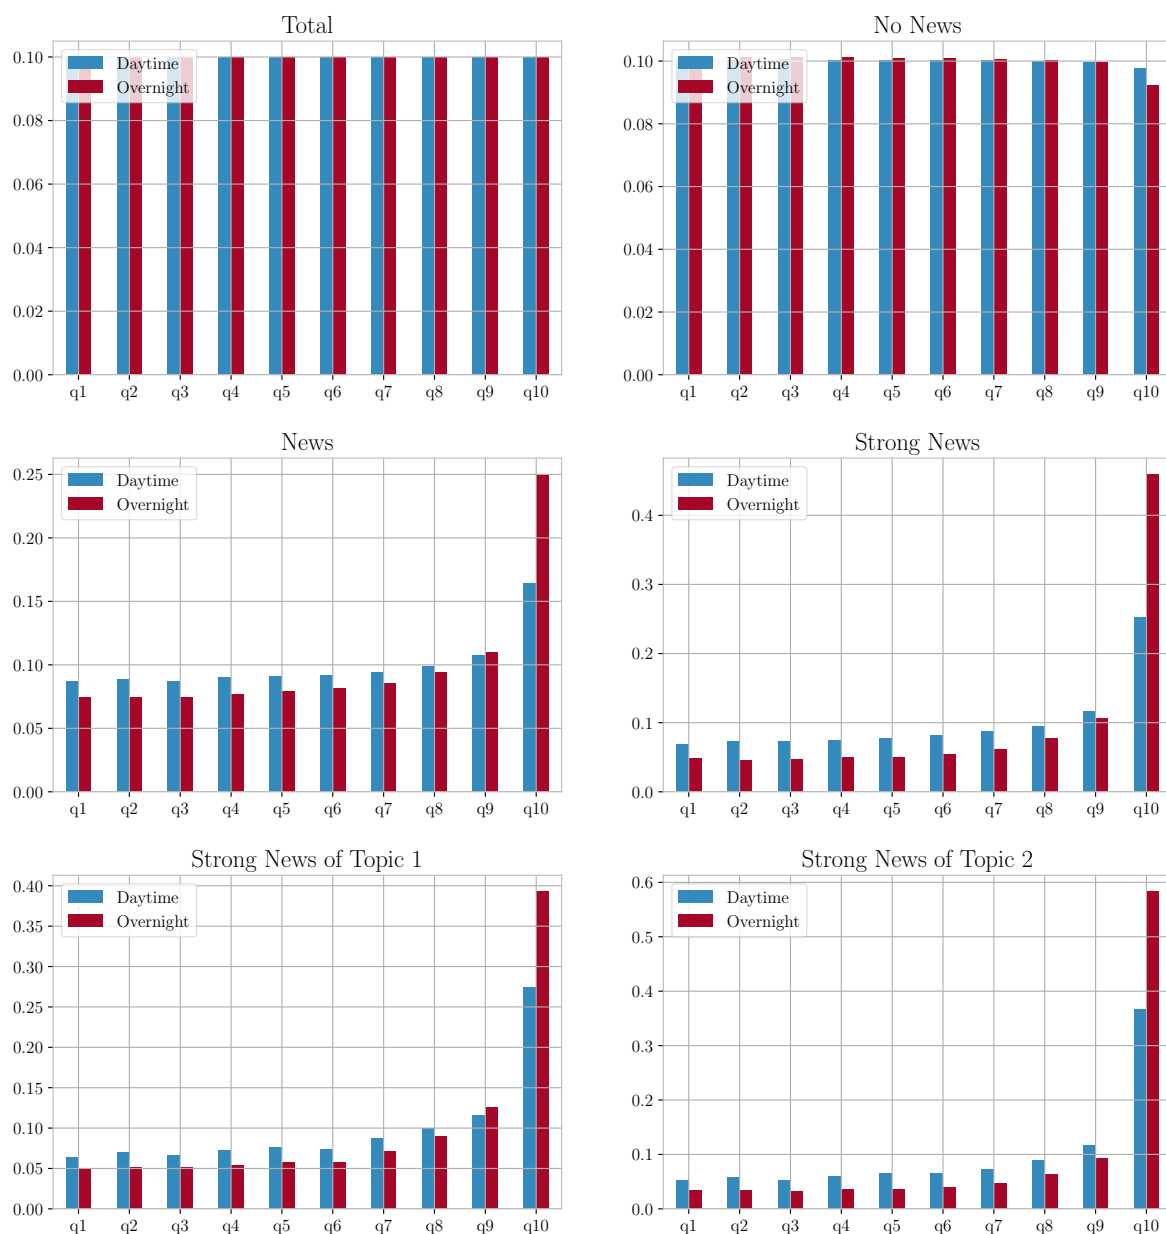 Total
0.10
0.08
0.06
0.04
0.02
0.00
Daytime
Overnight
q1 q2 q3 q4 q5 q6 q7 q8 q9 q10
No News
0.10
0.08
0.06
0.04
0.02
0.00
Daytime
Overnight
q1 q2 q3 q4 q5 q6 q7 q8 q9 q10
News
0.25
0.20
0.15
0.10
0.05
0.00
Daytime
Overnight
q1 q2 q3 q4 q5 q6 q7 q8 q9 q10
Strong News
0.4
0.3
0.2
0.1
0.0
Daytime
Overnight
q1 q2 q3 q4 q5 q6 q7 q8 q9 q10
Strong News of Topic 1
0.40
0.35
0.30
0.25
0.20
0.15
0.10
0.05
0.00
Daytime
Overnight
q1 q2 q3 q4 q5 q6 q7 q8 q9 q10
Strong News of Topic 2
0.6
0.5
0.4
0.3
0.2
0.1
0.0
Daytime
Overnight
q1 q2 q3 q4 q5 q6 q7 q8 q9 q10